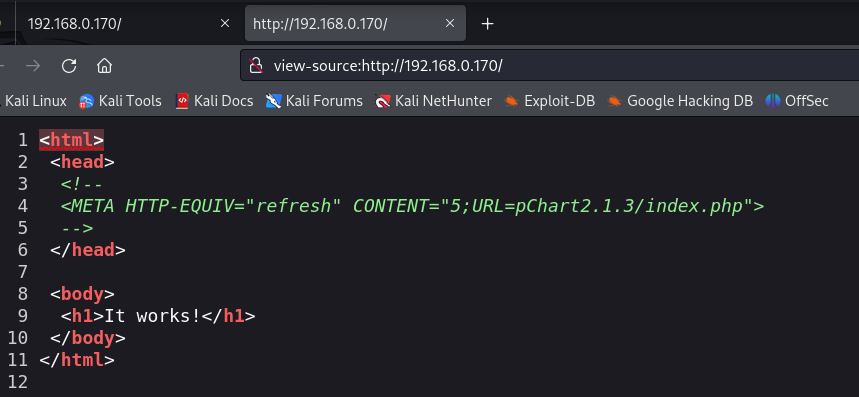 192.168.0.170/ × http://192.168.0.170/ × +
view-source:http://192.168.0.170/
Kali Linux Kali Tools Kali Docs Kali Forums Kali NetHunter Exploit-DB Google Hacking DB OffSec
1 <html>
2 <head>
3 <!--
4 <META HTTP-EQUIV="refresh" CONTENT="5;URL=pChart2.1.3/index.php">
5 -->
6 </head>
7
8 <body>
9 <h1>It works!</h1>
10 </body>
11 </html>
12